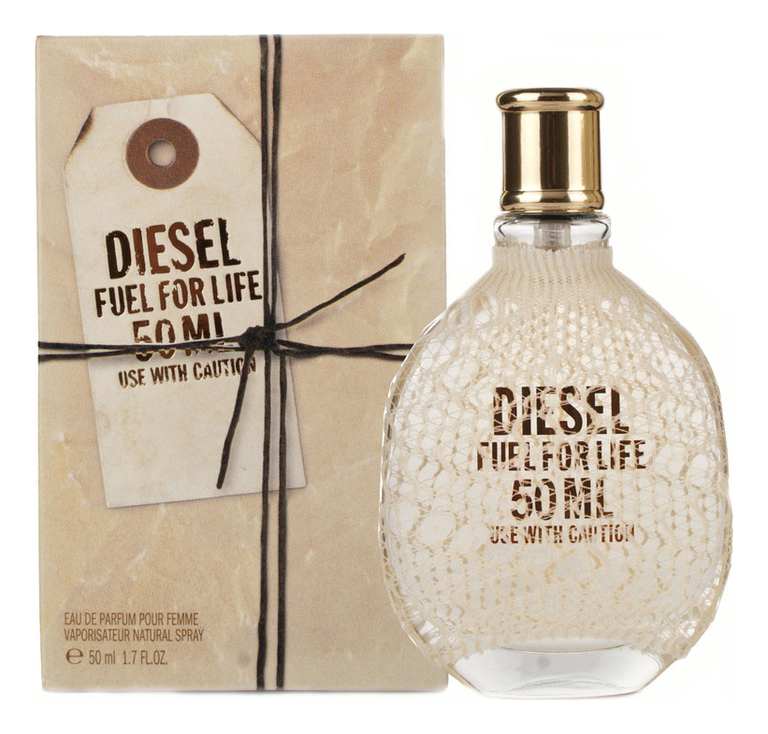 DIESEL
FUEL FOR LIFE
50 ML
USE WITH CAUTION
EAU DE PARFUM POUR FEMME
VAPORISATEUR NATURAL SPRAY
℮ 50 ml 1.7 FL.OZ.
DIESEL
FUEL FOR LIFE
50 ML
USE WITH CAUTION